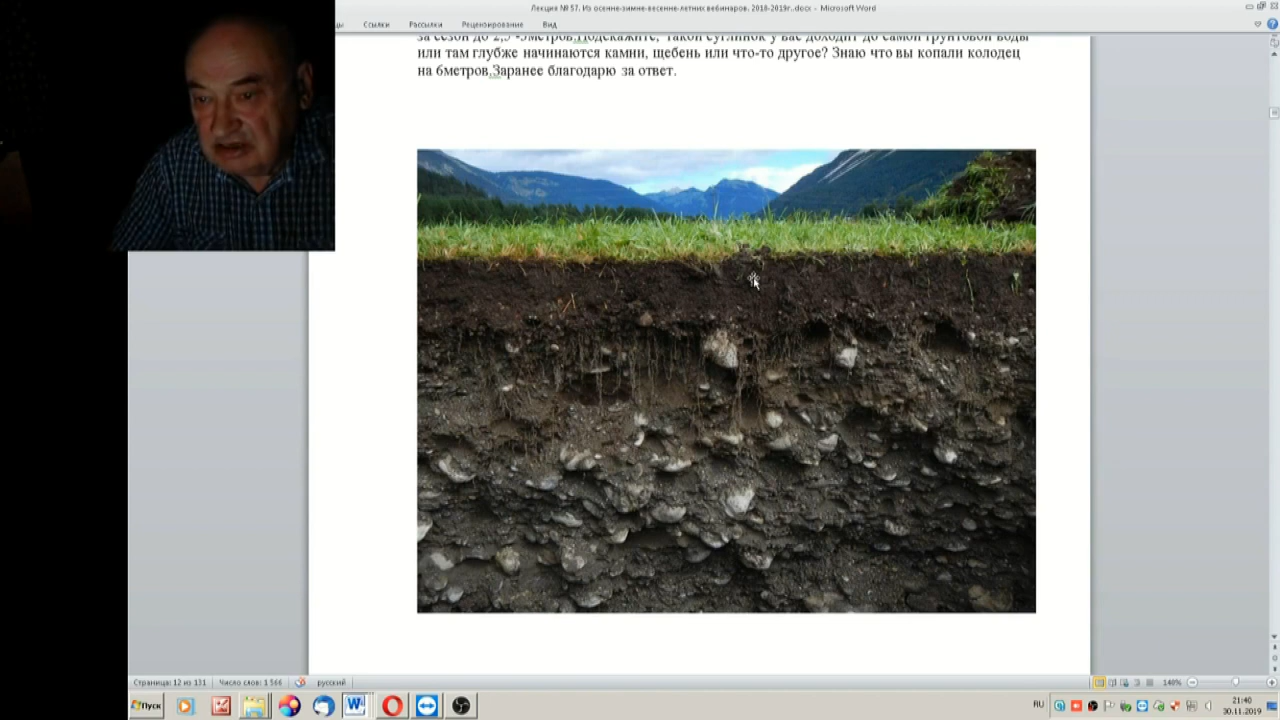 Лекция № 57. Из осенне-зимне-весенне-летних вебинаров. 2018-2019г..docx - Microsoft Word
Ссылки Рассылки Рецензирование Вид
за сезон до 2,5 -3метров.Подскажите, такой суглинок у вас доходит до самой грунтовой воды
или там глубже начинаются камни, щебень или что-то другое? Знаю что вы копали колодец
на 6метров.Заранее благодарю за ответ.
Страница: 12 из 131 Число слов: 1 566 русский 140%
Пуск RU 21:40
30.11.2019